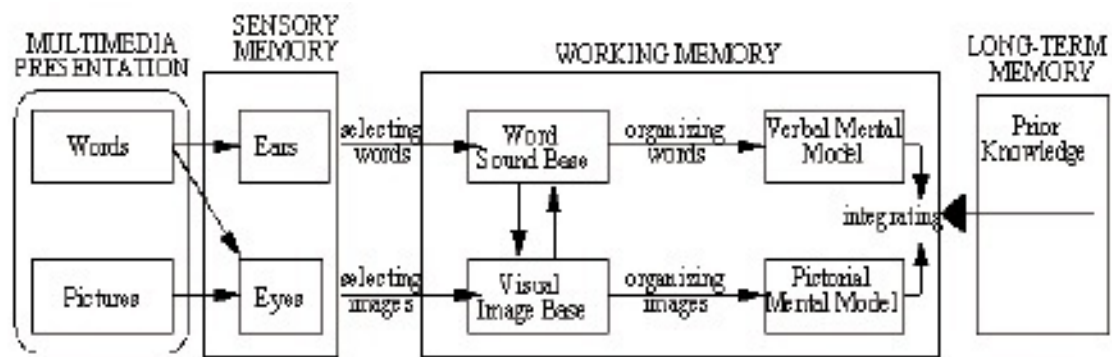 MULTIMEDIA
PRESENTATION
SENSORY
MEMORY
WORKING MEMORY
LONG-TERM
MEMORY
Words
Ears
selecting
words
Word
Sound Base
organizing
words
Verbal Mental
Model
Prior
Knowledge
integrating
Pictures
Eyes
selecting
images
Visual
Image Base
organizing
images
Pictorial
Mental Model